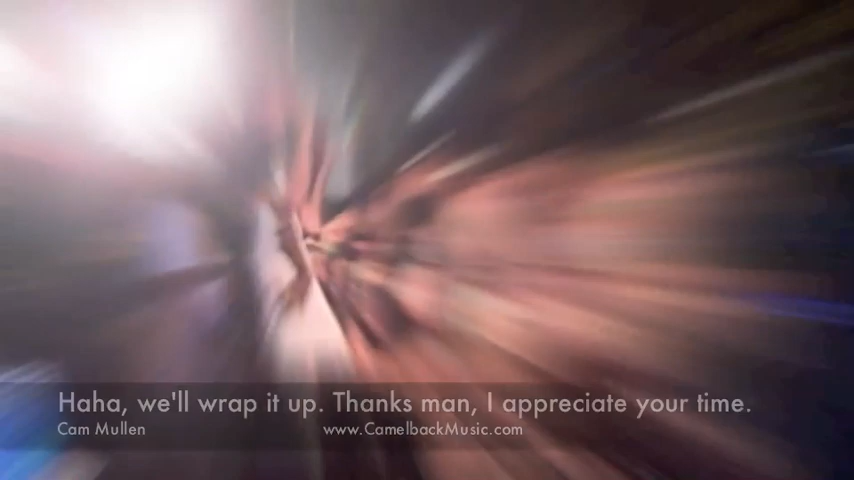 Haha, we'll wrap it up. Thanks man, I appreciate your time.
Cam Mullen www.CamelbackMusic.com